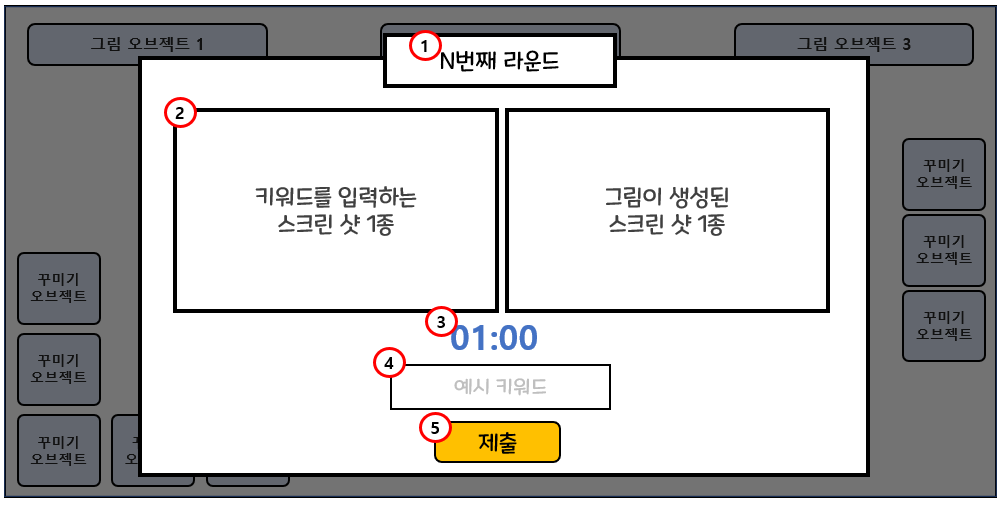 그림 오브젝트 1
그림 오브젝트 3
1
N번째 라운드
2
키워드를 입력하는
스크린 샷 1종
그림이 생성된
스크린 샷 1종
꾸미기
오브젝트
꾸미기
오브젝트
꾸미기
오브젝트
꾸미기
오브젝트
꾸미기
오브젝트
꾸미기
오브젝트
3
01:00
4
예시 키워드
5
제출